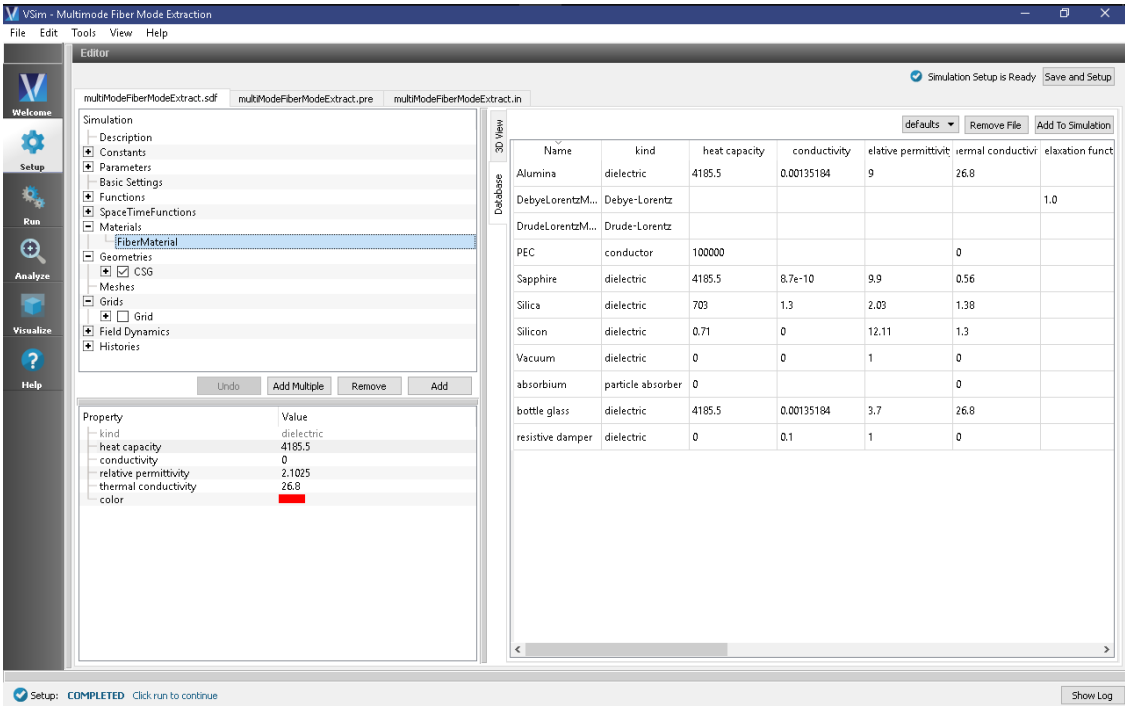 VSim - Multimode Fiber Mode Extraction
File Edit Tools View Help
Editor
Simulation Setup is Ready Save and Setup
multiModeFiberModeExtract.sdf multiModeFiberModeExtract.pre multiModeFiberModeExtract.in
Welcome
Setup
Run
Analyze
Visualize
Help
Simulation
Description
Constants
Parameters
Basic Settings
Functions
SpaceTimeFunctions
Materials
FiberMaterial
Geometries
CSG
Meshes
Grids
Grid
Field Dynamics
Histories
Undo Add Multiple Remove Add
Property Value
kind dielectric
heat capacity 4185.5
conductivity 0
relative permittivity 2.1025
thermal conductivity 26.8
color
3D View
Database
defaults Remove File Add To Simulation
Name kind heat capacity conductivity elative permittivit ermal conductivi elaxation funct
Alumina dielectric 4185.5 0.00135184 9 26.8
DebyeLorentzM... Debye-Lorentz 1.0
DrudeLorentzM... Drude-Lorentz
PEC conductor 100000 0
Sapphire dielectric 4185.5 8.7e-10 9.9 0.56
Silica dielectric 703 1.3 2.03 1.38
Silicon dielectric 0.71 0 12.11 1.3
Vacuum dielectric 0 0 1 0
absorbium particle absorber 0 0
bottle glass dielectric 4185.5 0.00135184 3.7 26.8
resistive damper dielectric 0 0.1 1 0
Setup: COMPLETED Click run to continue
Show Log